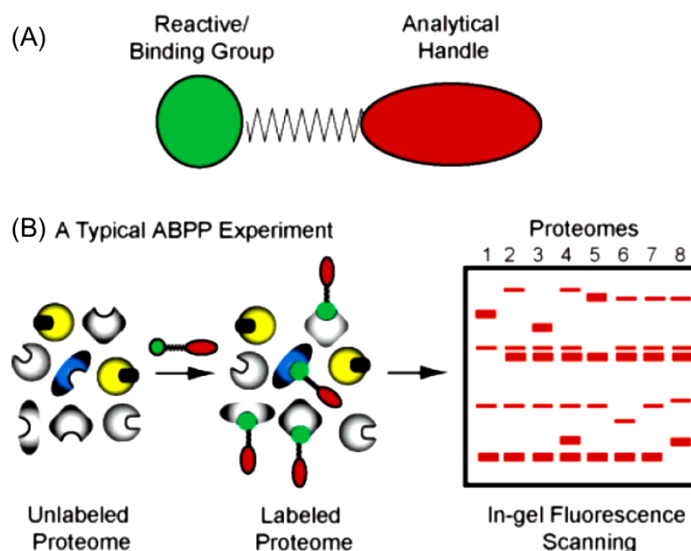 (A)
Reactive/
Binding Group
Analytical
Handle
(B) A Typical ABPP Experiment
Proteomes
1 2 3 4 5 6 7 8
Unlabeled
Proteome
Labeled
Proteome
In-gel Fluorescence
Scanning